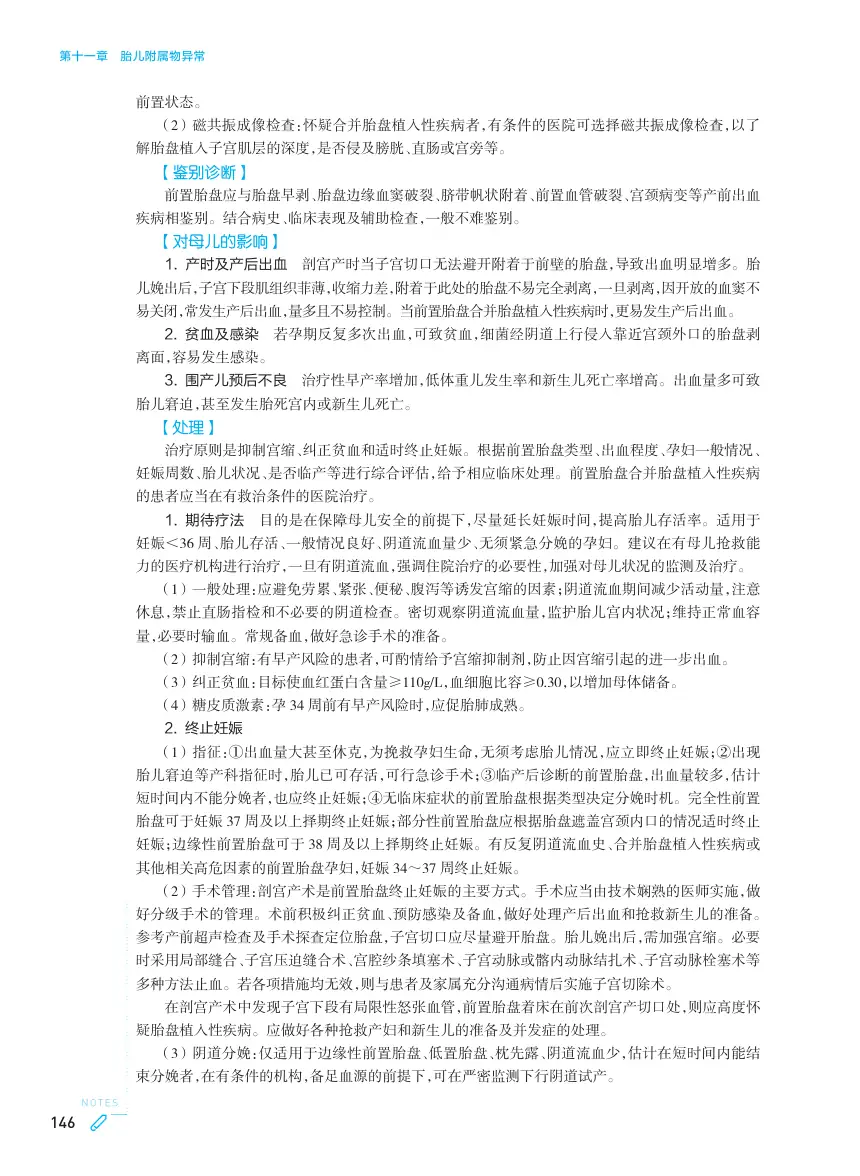 第十一章　胎儿附属物异常
前置状态。
（2）磁共振成像检查：怀疑合并胎盘植入性疾病者，有条件的医院可选择磁共振成像检查，以了
解胎盘植入子宫肌层的深度，是否侵及膀胱、直肠或宫旁等。
【鉴别诊断】
前置胎盘应与胎盘早剥、胎盘边缘血窦破裂、脐带帆状附着、前置血管破裂、宫颈病变等产前出血
疾病相鉴别。结合病史、临床表现及辅助检查，一般不难鉴别。
【对母儿的影响】
1. 产时及产后出血　剖宫产时当子宫切口无法避开附着于前壁的胎盘，导致出血明显增多。胎
儿娩出后，子宫下段肌组织菲薄，收缩力差，附着于此处的胎盘不易完全剥离，一旦剥离，因开放的血窦不
易关闭，常发生产后出血，量多且不易控制。当前置胎盘合并胎盘植入性疾病时，更易发生产后出血。
2. 贫血及感染　若孕期反复多次出血，可致贫血，细菌经阴道上行侵入靠近宫颈外口的胎盘剥
离面，容易发生感染。
3. 围产儿预后不良　治疗性早产率增加，低体重儿发生率和新生儿死亡率增高。出血量多可致
胎儿窘迫，甚至发生胎死宫内或新生儿死亡。
【处理】
治疗原则是抑制宫缩、纠正贫血和适时终止妊娠。根据前置胎盘类型、出血程度、孕妇一般情况、
妊娠周数、胎儿状况、是否临产等进行综合评估，给予相应临床处理。前置胎盘合并胎盘植入性疾病
的患者应当在有救治条件的医院治疗。
1. 期待疗法　目的是在保障母儿安全的前提下，尽量延长妊娠时间，提高胎儿存活率。适用于
妊娠＜36 周、胎儿存活、一般情况良好、阴道流血量少、无须紧急分娩的孕妇。建议在有母儿抢救能
力的医疗机构进行治疗，一旦有阴道流血，强调住院治疗的必要性，加强对母儿状况的监测及治疗。
（1）一般处理：应避免劳累、紧张、便秘、腹泻等诱发宫缩的因素；阴道流血期间减少活动量，注意
休息，禁止直肠指检和不必要的阴道检查。密切观察阴道流血量，监护胎儿宫内状况；维持正常血容
量，必要时输血。常规备血，做好急诊手术的准备。
（2）抑制宫缩：有早产风险的患者，可酌情给予宫缩抑制剂，防止因宫缩引起的进一步出血。
（3）纠正贫血：目标使血红蛋白含量≥110g/L，血细胞比容≥0.30，以增加母体储备。
（4）糖皮质激素：孕 34 周前有早产风险时，应促胎肺成熟。
2. 终止妊娠
（1）指征：①出血量大甚至休克，为挽救孕妇生命，无须考虑胎儿情况，应立即终止妊娠；②出现
胎儿窘迫等产科指征时，胎儿已可存活，可行急诊手术；③临产后诊断的前置胎盘，出血量较多，估计
短时间内不能分娩者，也应终止妊娠；④无临床症状的前置胎盘根据类型决定分娩时机。完全性前置
胎盘可于妊娠 37 周及以上择期终止妊娠；部分性前置胎盘应根据胎盘遮盖宫颈内口的情况适时终止
妊娠；边缘性前置胎盘可于 38 周及以上择期终止妊娠。有反复阴道流血史、合并胎盘植入性疾病或
其他相关高危因素的前置胎盘孕妇，妊娠 34～37 周终止妊娠。
（2）手术管理：剖宫产术是前置胎盘终止妊娠的主要方式。手术应当由技术娴熟的医师实施，做
好分级手术的管理。术前积极纠正贫血、预防感染及备血，做好处理产后出血和抢救新生儿的准备。
参考产前超声检查及手术探查定位胎盘，子宫切口应尽量避开胎盘。胎儿娩出后，需加强宫缩。必要
时采用局部缝合、子宫压迫缝合术、宫腔纱条填塞术、子宫动脉或髂内动脉结扎术、子宫动脉栓塞术等
多种方法止血。若各项措施均无效，则与患者及家属充分沟通病情后实施子宫切除术。
在剖宫产术中发现子宫下段有局限性怒张血管，前置胎盘着床在前次剖宫产切口处，则应高度怀
疑胎盘植入性疾病。应做好各种抢救产妇和新生儿的准备及并发症的处理。
（3）阴道分娩：仅适用于边缘性前置胎盘、低置胎盘、枕先露、阴道流血少，估计在短时间内能结
束分娩者，在有条件的机构，备足血源的前提下，可在严密监测下行阴道试产。
NOTES
146